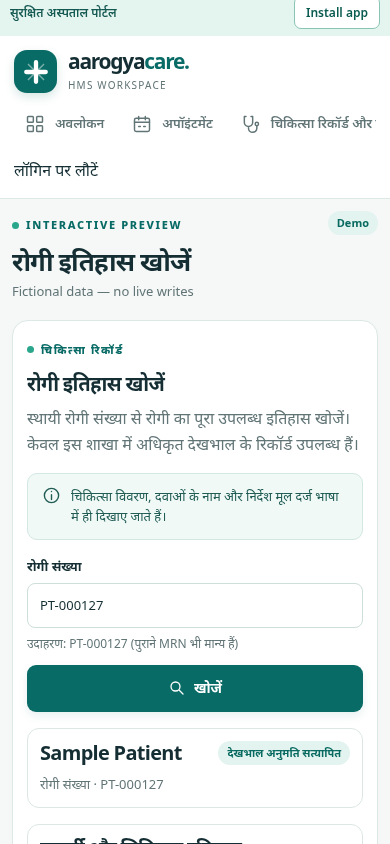 सुरक्षित अस्पताल पोर्टल
Install app
aarogyacare.
HMS WORKSPACE
अवलोकन
अपॉइंटमेंट
चिकित्सा रिकॉर्ड और
लॉगिन पर लौटें
INTERACTIVE PREVIEW
Demo
रोगी इतिहास खोजें
Fictional data — no live writes
चिकित्सा रिकॉर्ड
रोगी इतिहास खोजें
स्थायी रोगी संख्या से रोगी का पूरा उपलब्ध इतिहास खोजें।
केवल इस शाखा में अधिकृत देखभाल के रिकॉर्ड उपलब्ध हैं।
चिकित्सा विवरण, दवाओं के नाम और निर्देश मूल दर्ज भाषा
में ही दिखाए जाते हैं।
रोगी संख्या
PT-000127
उदाहरण: PT-000127 (पुराने MRN भी मान्य हैं)
खोजें
Sample Patient
देखभाल अनुमति सत्यापित
रोगी संख्या · PT-000127